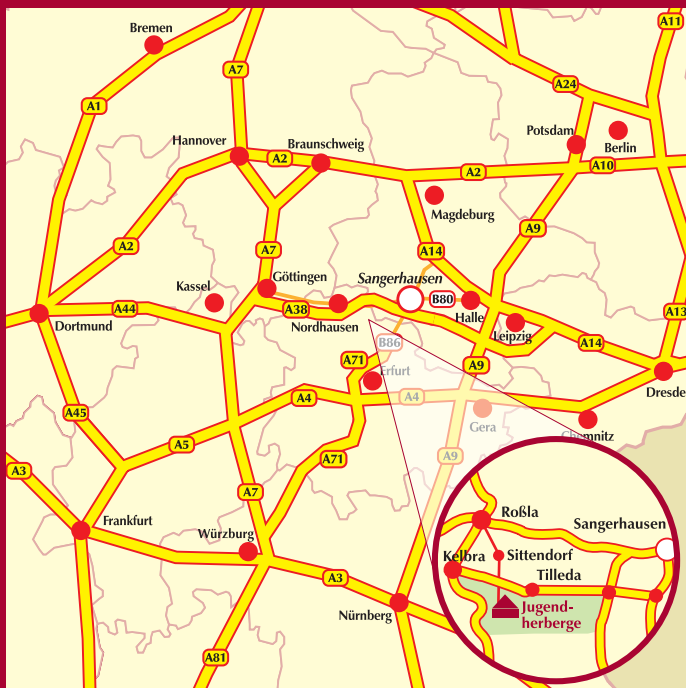 A11
Bremen
A7
A24
A1
Potsdam
Berlin
Hannover
Braunschweig
A2
A10
A2
Magdeburg
A9
A2
A7
A14
Göttingen
Sangerhausen
Kassel
B80
A44
A38
Halle
A13
Nordhausen
Dortmund
Leipzig
B86
A14
A71
A9
Erfurt
Dresde
A4
A4
A45
Gera
Chemnitz
A5
A71
A9
A3
A7
Roßla
Frankfurt
Sangerhausen
Würzburg
Kelbra
Sittendorf
A3
Tilleda
Jugend-
herberge
Nürnberg
A81